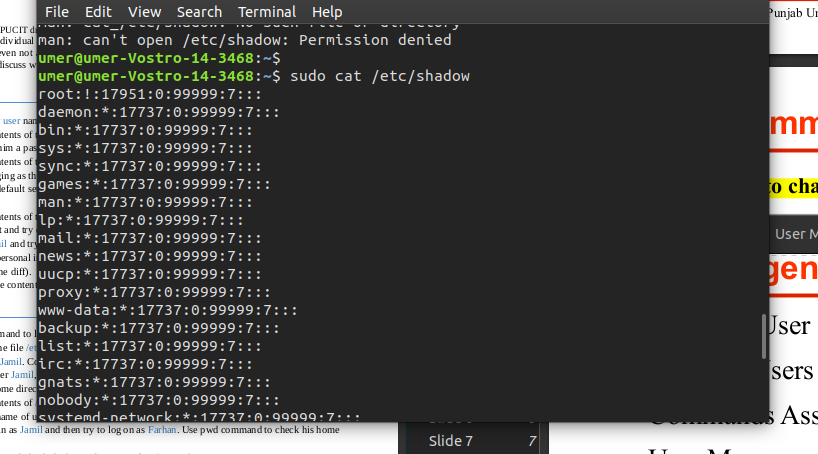 File Edit View Search Terminal Help
man: can't open /etc/shadow: Permission denied
umer@umer-Vostro-14-3468:~$
umer@umer-Vostro-14-3468:~$ sudo cat /etc/shadow
root:!:17951:0:99999:7:::
daemon:*:17737:0:99999:7:::
bin:*:17737:0:99999:7:::
sys:*:17737:0:99999:7:::
sync:*:17737:0:99999:7:::
games:*:17737:0:99999:7:::
man:*:17737:0:99999:7:::
lp:*:17737:0:99999:7:::
mail:*:17737:0:99999:7:::
news:*:17737:0:99999:7:::
uucp:*:17737:0:99999:7:::
proxy:*:17737:0:99999:7:::
www-data:*:17737:0:99999:7:::
backup:*:17737:0:99999:7:::
list:*:17737:0:99999:7:::
irc:*:17737:0:99999:7:::
gnats:*:17737:0:99999:7:::
nobody:*:17737:0:99999:7:::
systemd-network:*:17737:0:99999:7:::
Jamil and then try to log on as Farhan. Use pwd command to check his home
Slide 7 7
Punjab
to
User
User